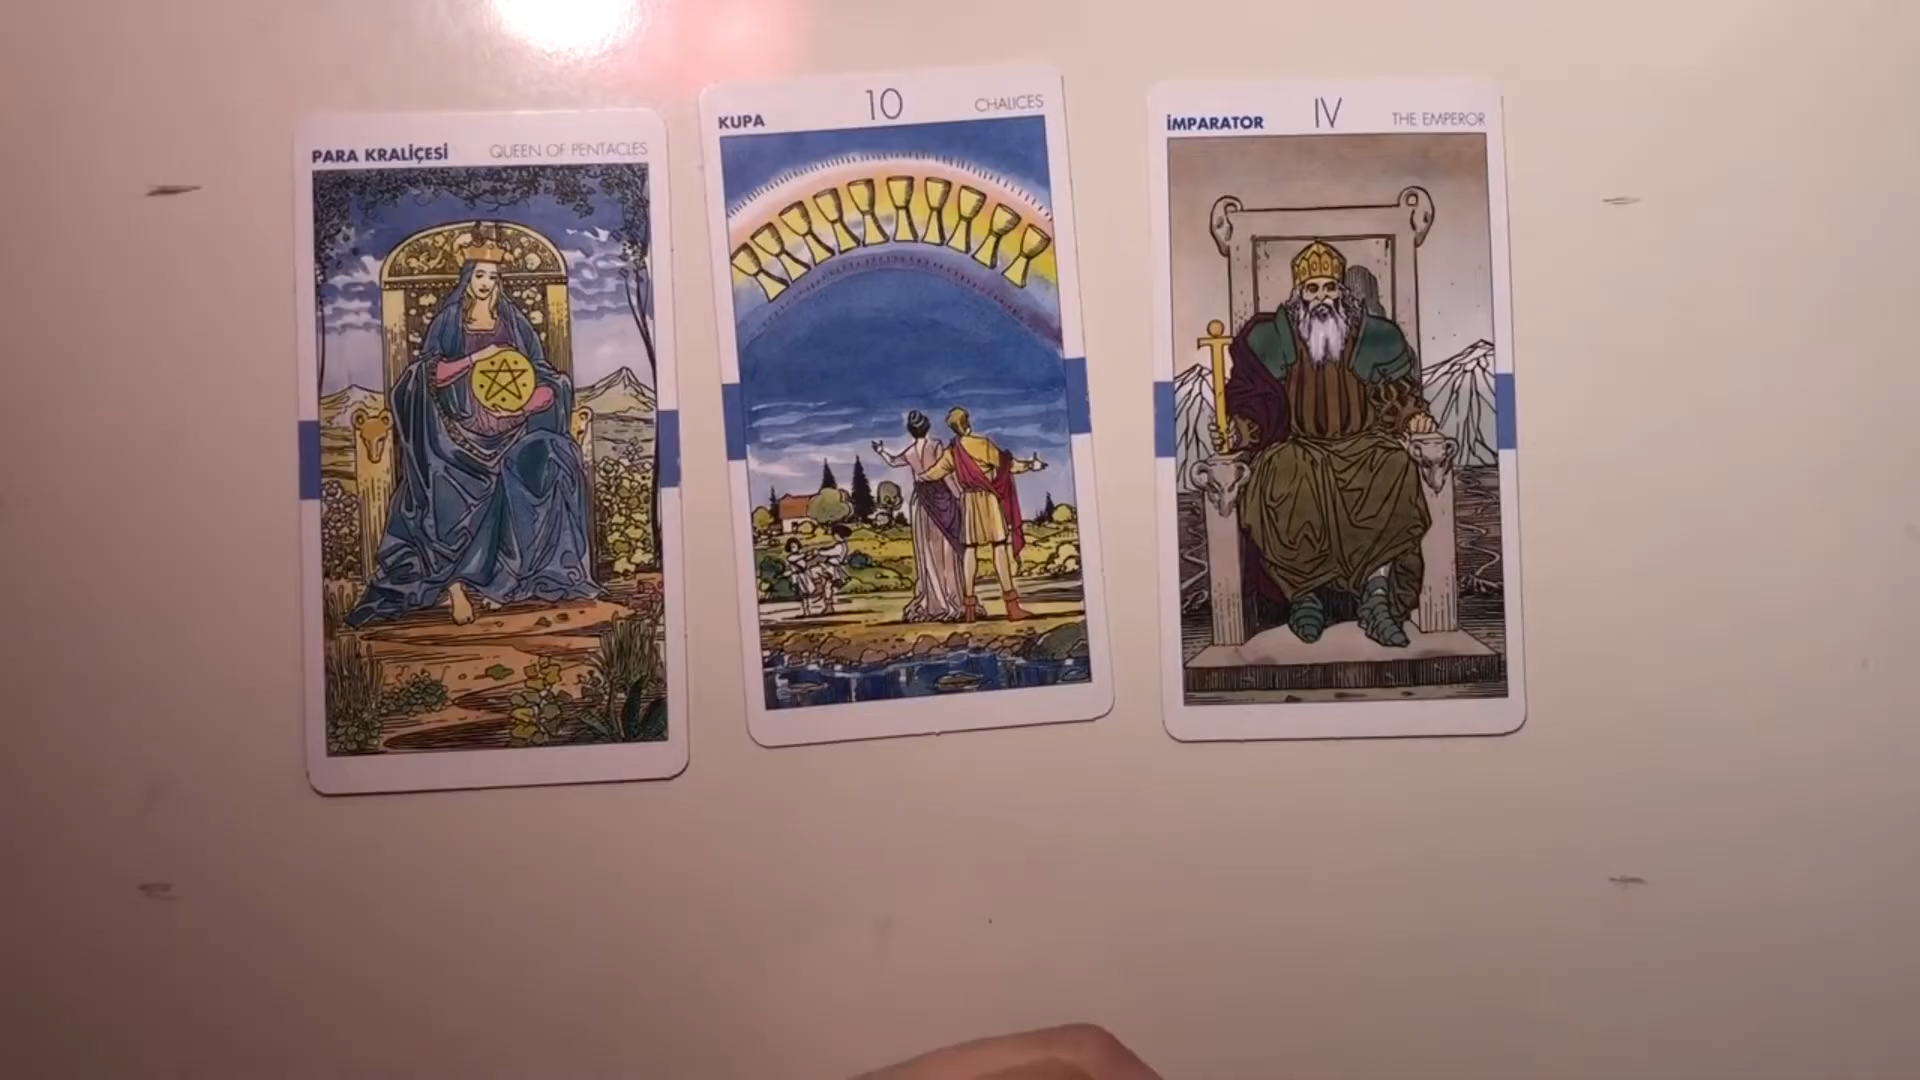 PARA KRALİÇESİ QUEEN OF PENTACLES
KUPA 10 CHALICES
İMPARATOR IV THE EMPEROR